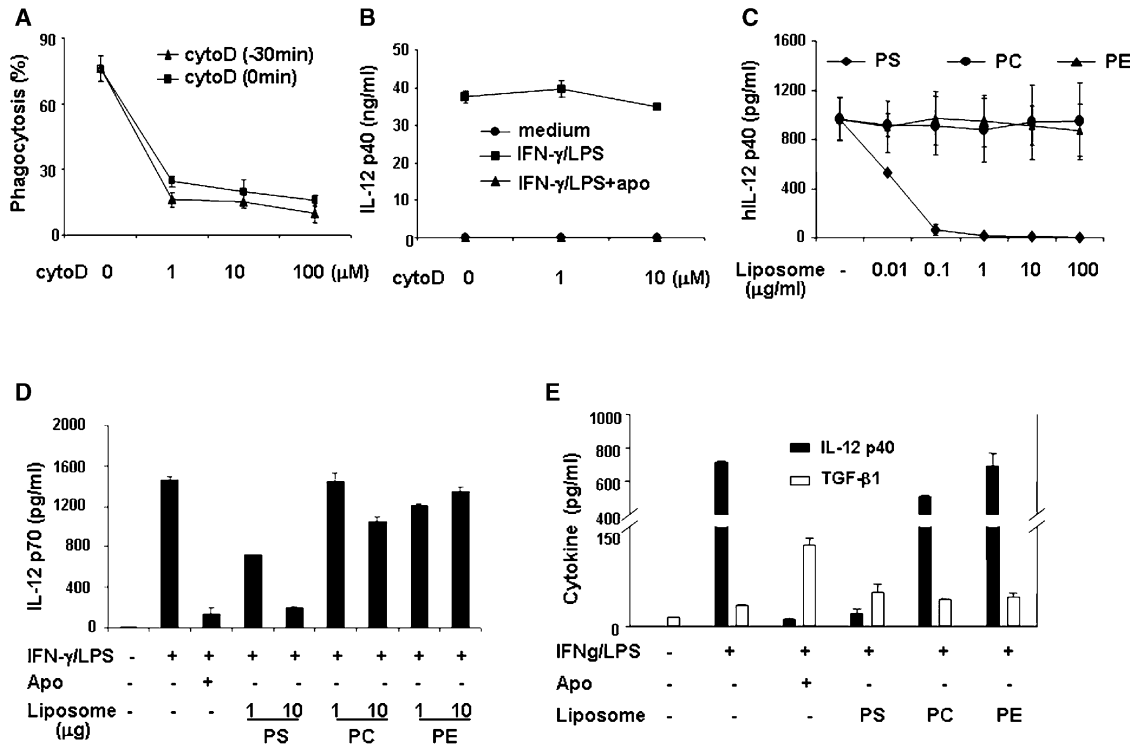 A
Phagocytosis (%)
90
60
30
0
cytoD (-30min)
cytoD (0min)
cytoD 0 1 10 100 (μM)
B
IL-12 p40 (ng/ml)
50
40
30
20
10
0
medium
IFN-γ/LPS
IFN-γ/LPS+apo
cytoD 0 1 10 (μM)
C
hIL-12 p40 (pg/ml)
1600
1200
800
400
0
PS PC PE
Liposome - 0.01 0.1 1 10 100
(μg/ml)
D
IL-12 p70 (pg/ml)
2000
1600
1200
800
400
0
IFN-γ/LPS - + + + + + + + +
Apo - - + - - - - - -
Liposome - - - 1 10 1 10 1 10
(μg) PS PC PE
E
Cytokine (pg/ml)
1000
800
600
400
150
0
IL-12 p40
TGF-β1
IFNg/LPS - + + + + +
Apo - - + - - -
Liposome - - - PS PC PE